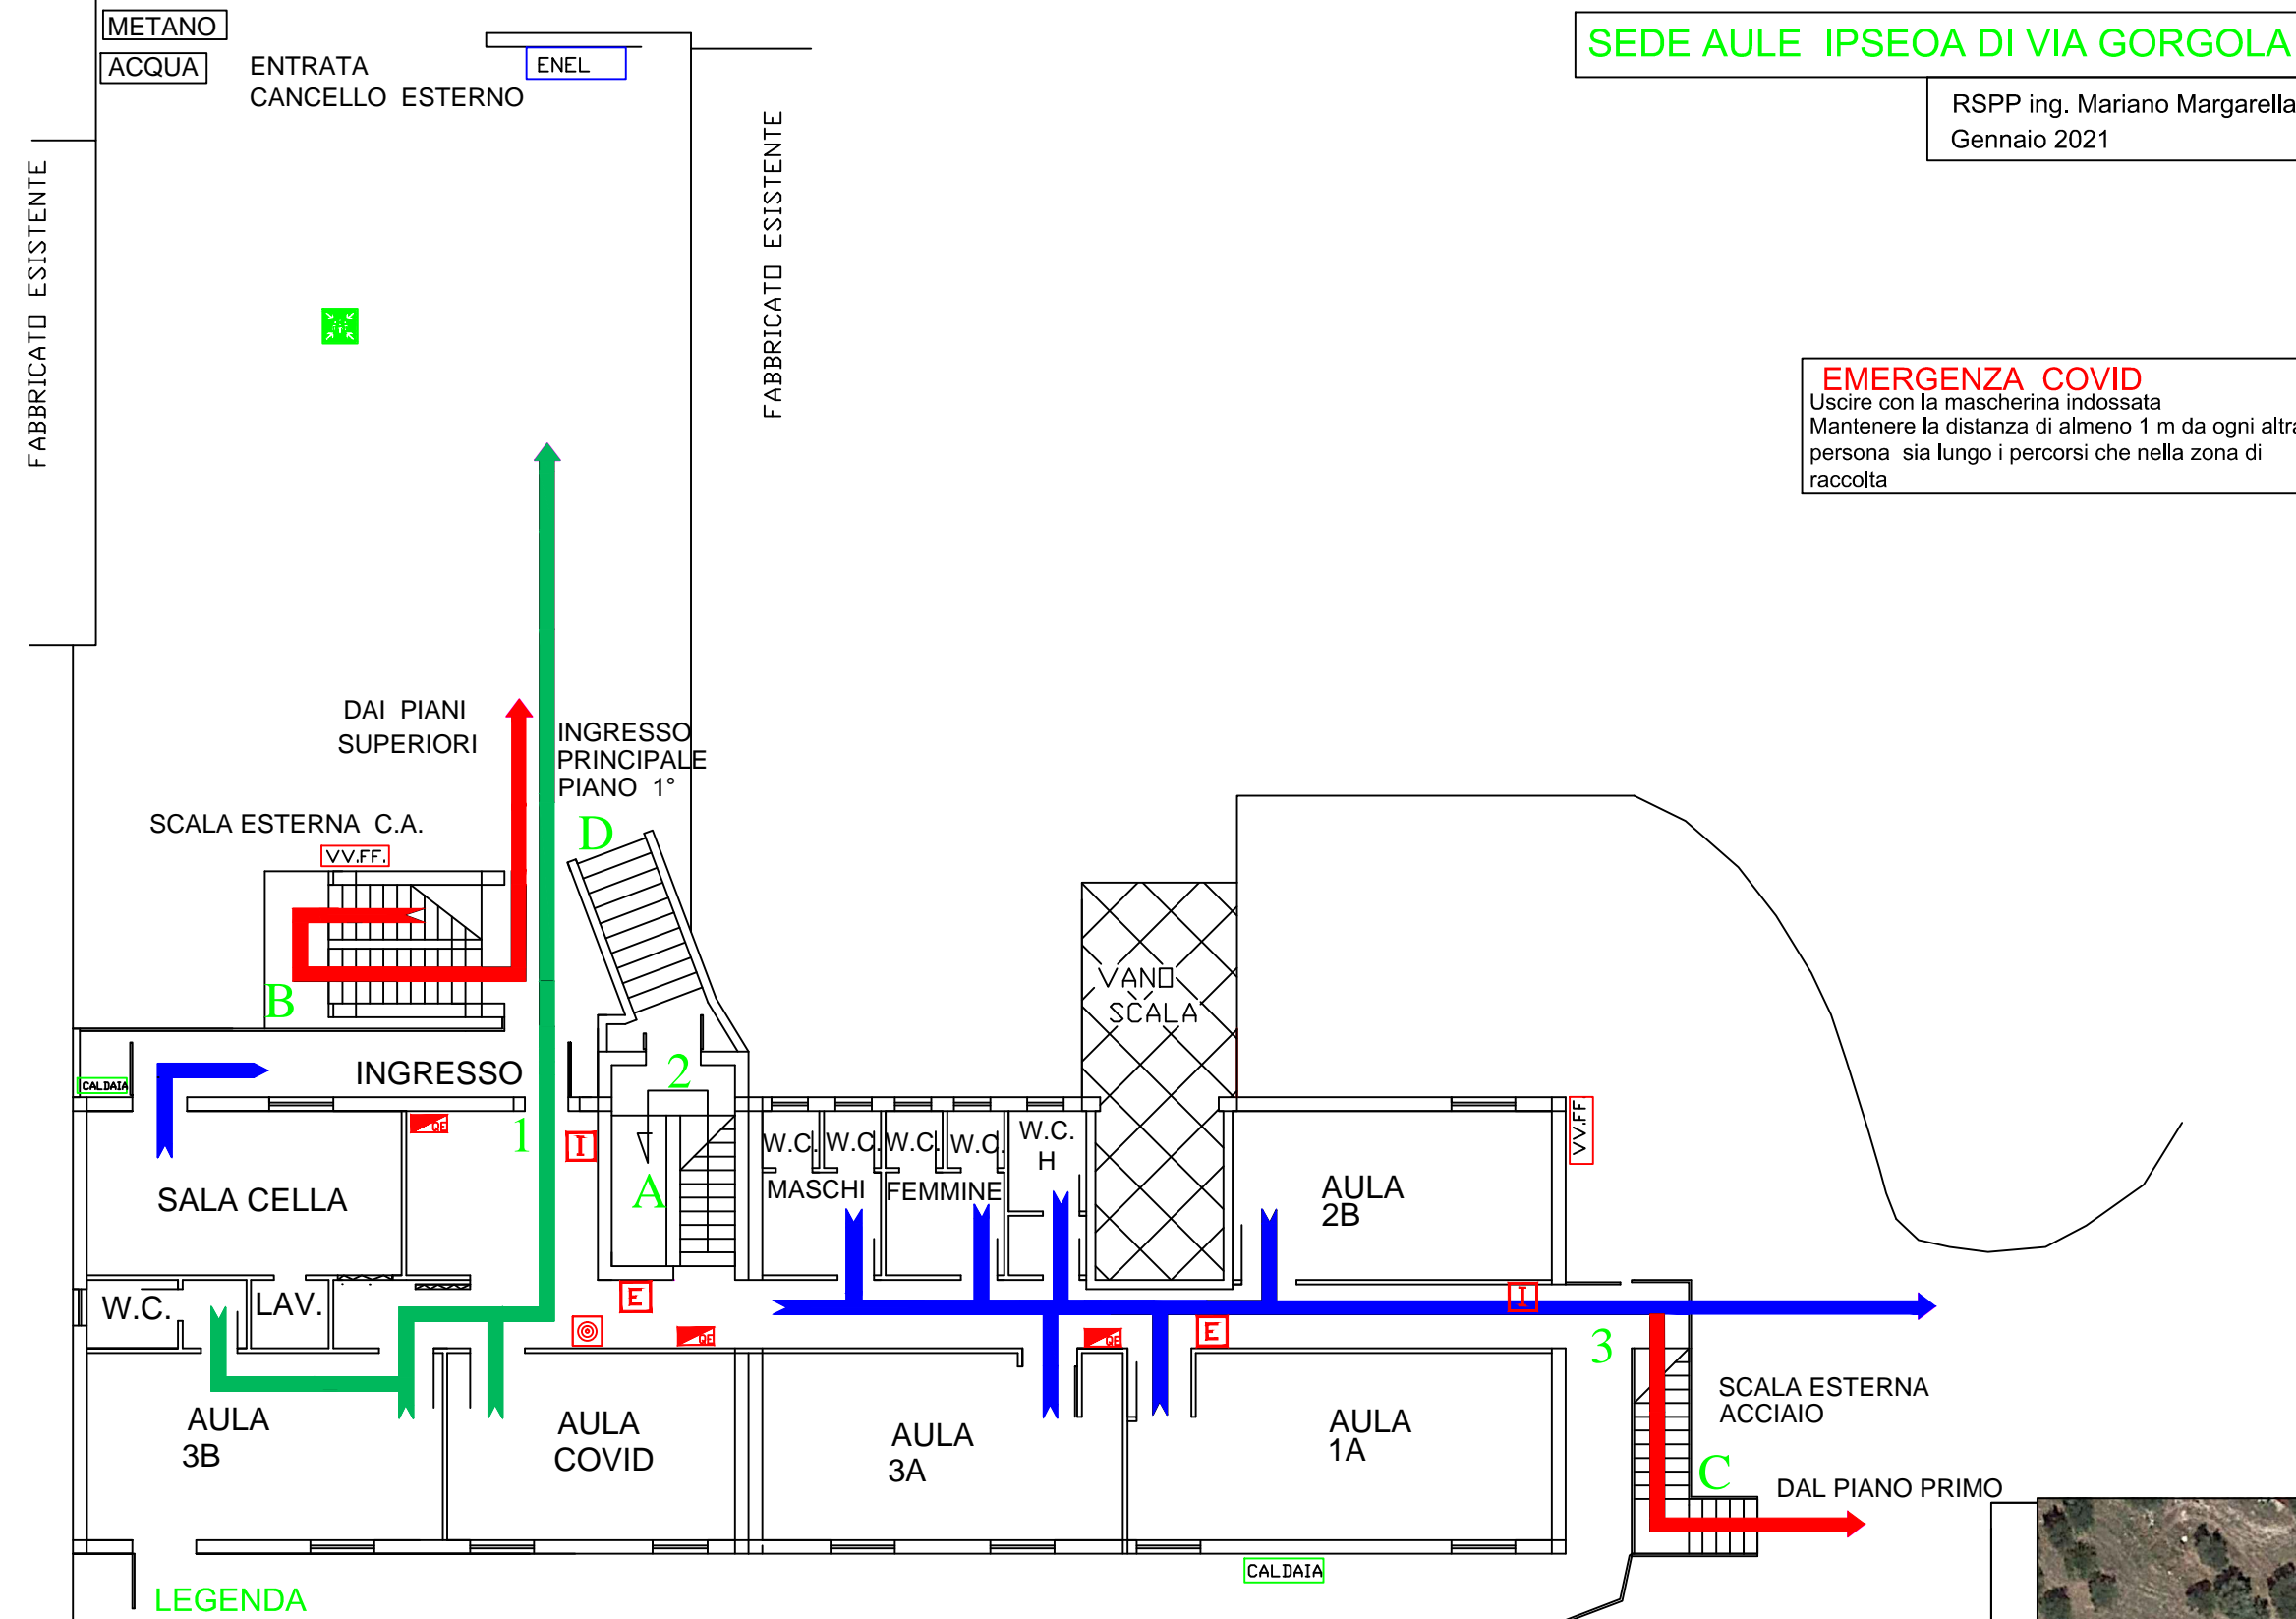 METANO
ACQUA
ENTRATA
CANCELLO ESTERNO
ENEL
SEDE AULE IPSEOA DI VIA GORGOLA
RSPP ing. Mariano Margarella
Gennaio 2021
FABBRICATO ESISTENTE
FABBRICATO ESISTENTE
EMERGENZA COVID
Uscire con la mascherina indossata
Mantenere la distanza di almeno 1 m da ogni altra
persona sia lungo i percorsi che nella zona di
raccolta
DAI PIANI
SUPERIORI
INGRESSO
PRINCIPALE
PIANO 1°
SCALA ESTERNA C.A.
VV.FF.
D
B
VANO
SCALA
INGRESSO
CALDAIA
2
QE
1
I
A
W.C.
W.C.
W.C.
W.C.
W.C.
H
MASCHI
FEMMINE
VV.FF
SALA CELLA
AULA
2B
W.C.
LAV.
E
I
QE
QE
E
3
AULA
3B
AULA
COVID
AULA
3A
AULA
1A
SCALA ESTERNA
ACCIAIO
C
DAL PIANO PRIMO
CALDAIA
LEGENDA